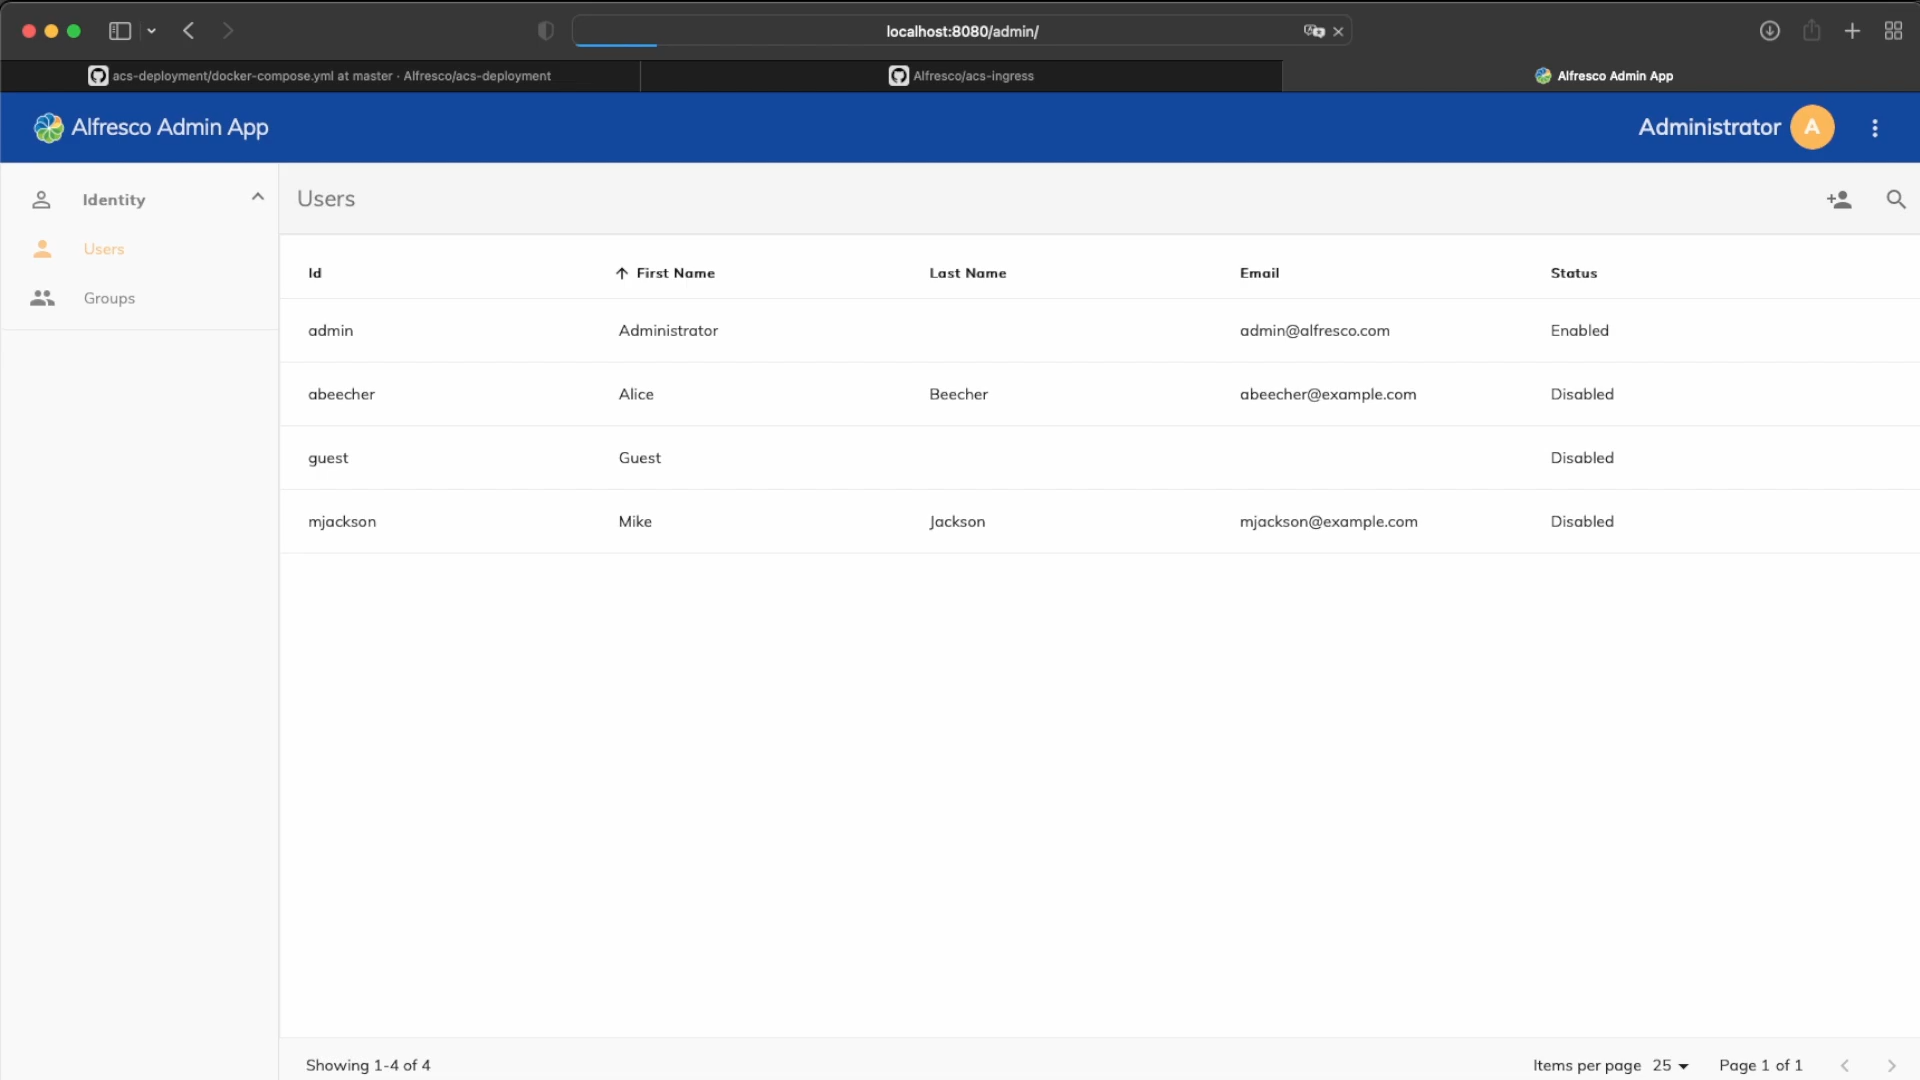 localhost:8080/admin/
acs-deployment/docker-compose.yml at master · Alfresco/acs-deployment
Alfresco/acs-ingress
Alfresco Admin App
Alfresco Admin App
Administrator A
Identity
Users
Groups
Users
Id First Name Last Name Email Status
admin Administrator admin@alfresco.com Enabled
abeecher Alice Beecher abeecher@example.com Disabled
guest Guest Disabled
mjackson Mike Jackson mjackson@example.com Disabled
Showing 1-4 of 4
Items per page 25 Page 1 of 1